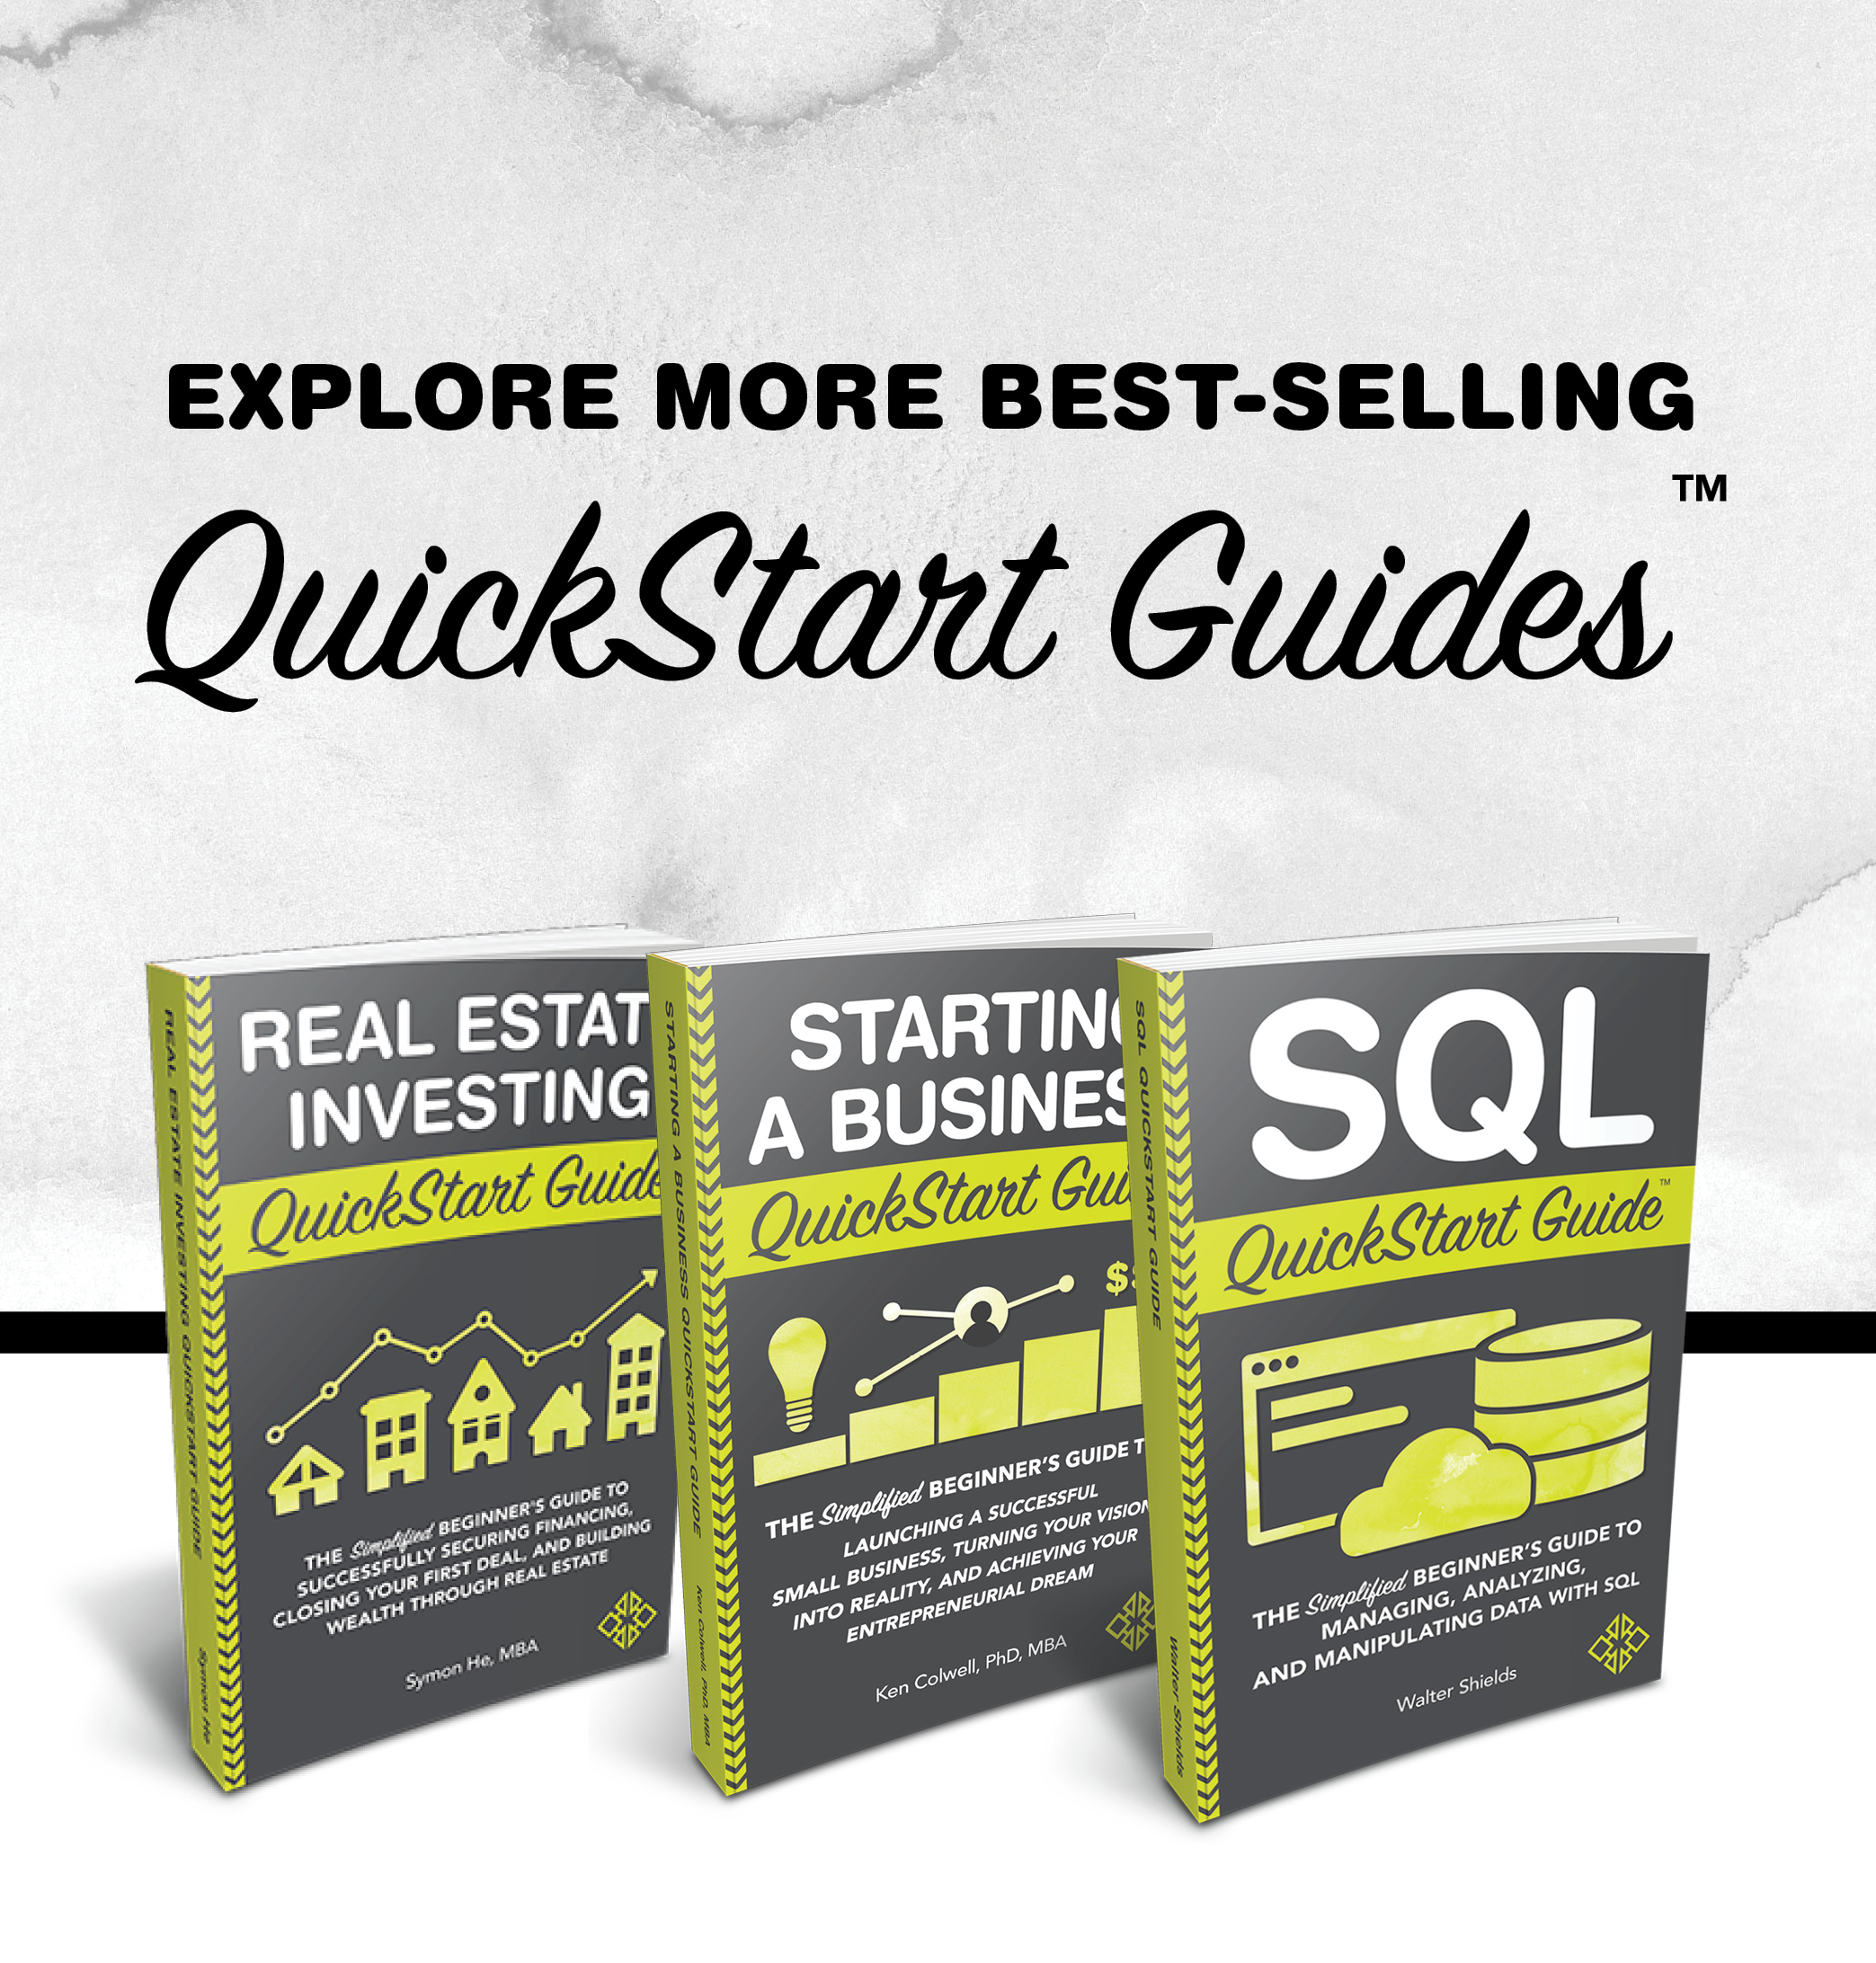 EXPLORE MORE BEST-SELLING
QuickStart Guides™
REAL ESTATE INVESTING QUICKSTART GUIDE
Symon He
REAL ESTAT
INVESTING
QuickStart Guide
THE Simplified BEGINNER'S GUIDE TO
SUCCESSFULLY SECURING FINANCING,
CLOSING YOUR FIRST DEAL, AND BUILDING
WEALTH THROUGH REAL ESTATE
Symon He, MBA
STARTING A BUSINESS QUICKSTART GUIDE
Ken Colwell, PhD, MBA
STARTING
A BUSINES
QuickStart Gui
$
THE Simplified BEGINNER'S GUIDE T
LAUNCHING A SUCCESSFUL
SMALL BUSINESS, TURNING YOUR VISION
INTO REALITY, AND ACHIEVING YOUR
ENTREPRENEURIAL DREAM
Ken Colwell, PhD, MBA
SQL QUICKSTART GUIDE
Walter Shields
SQL
QuickStart Guide™
THE Simplified BEGINNER'S GUIDE TO
MANAGING, ANALYZING,
AND MANIPULATING DATA WITH SQL
Walter Shields